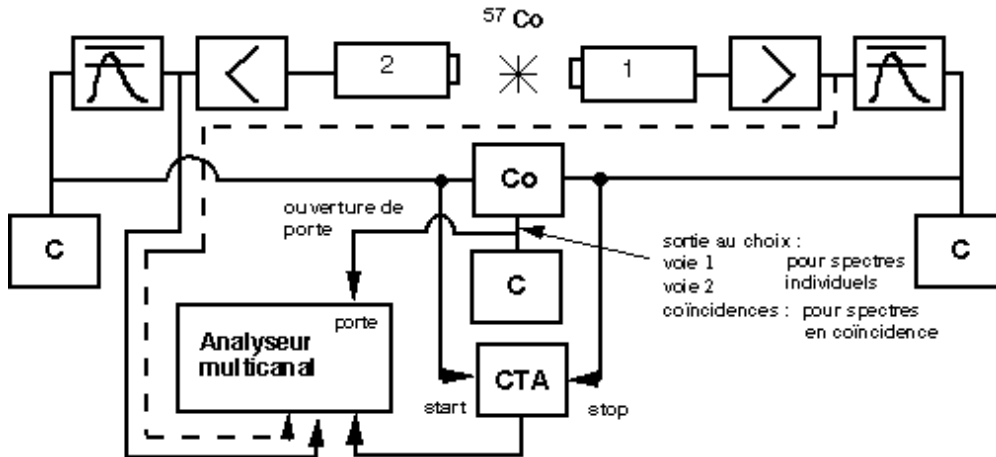 57 Co
2
1
Co
ouverture de
porte
C
C
C
sortie au choix :
voie 1 pour spectres
voie 2 individuels
coïncidences : pour spectres
en coïncidence
porte
Analyseur
multicanal
CTA
start
stop